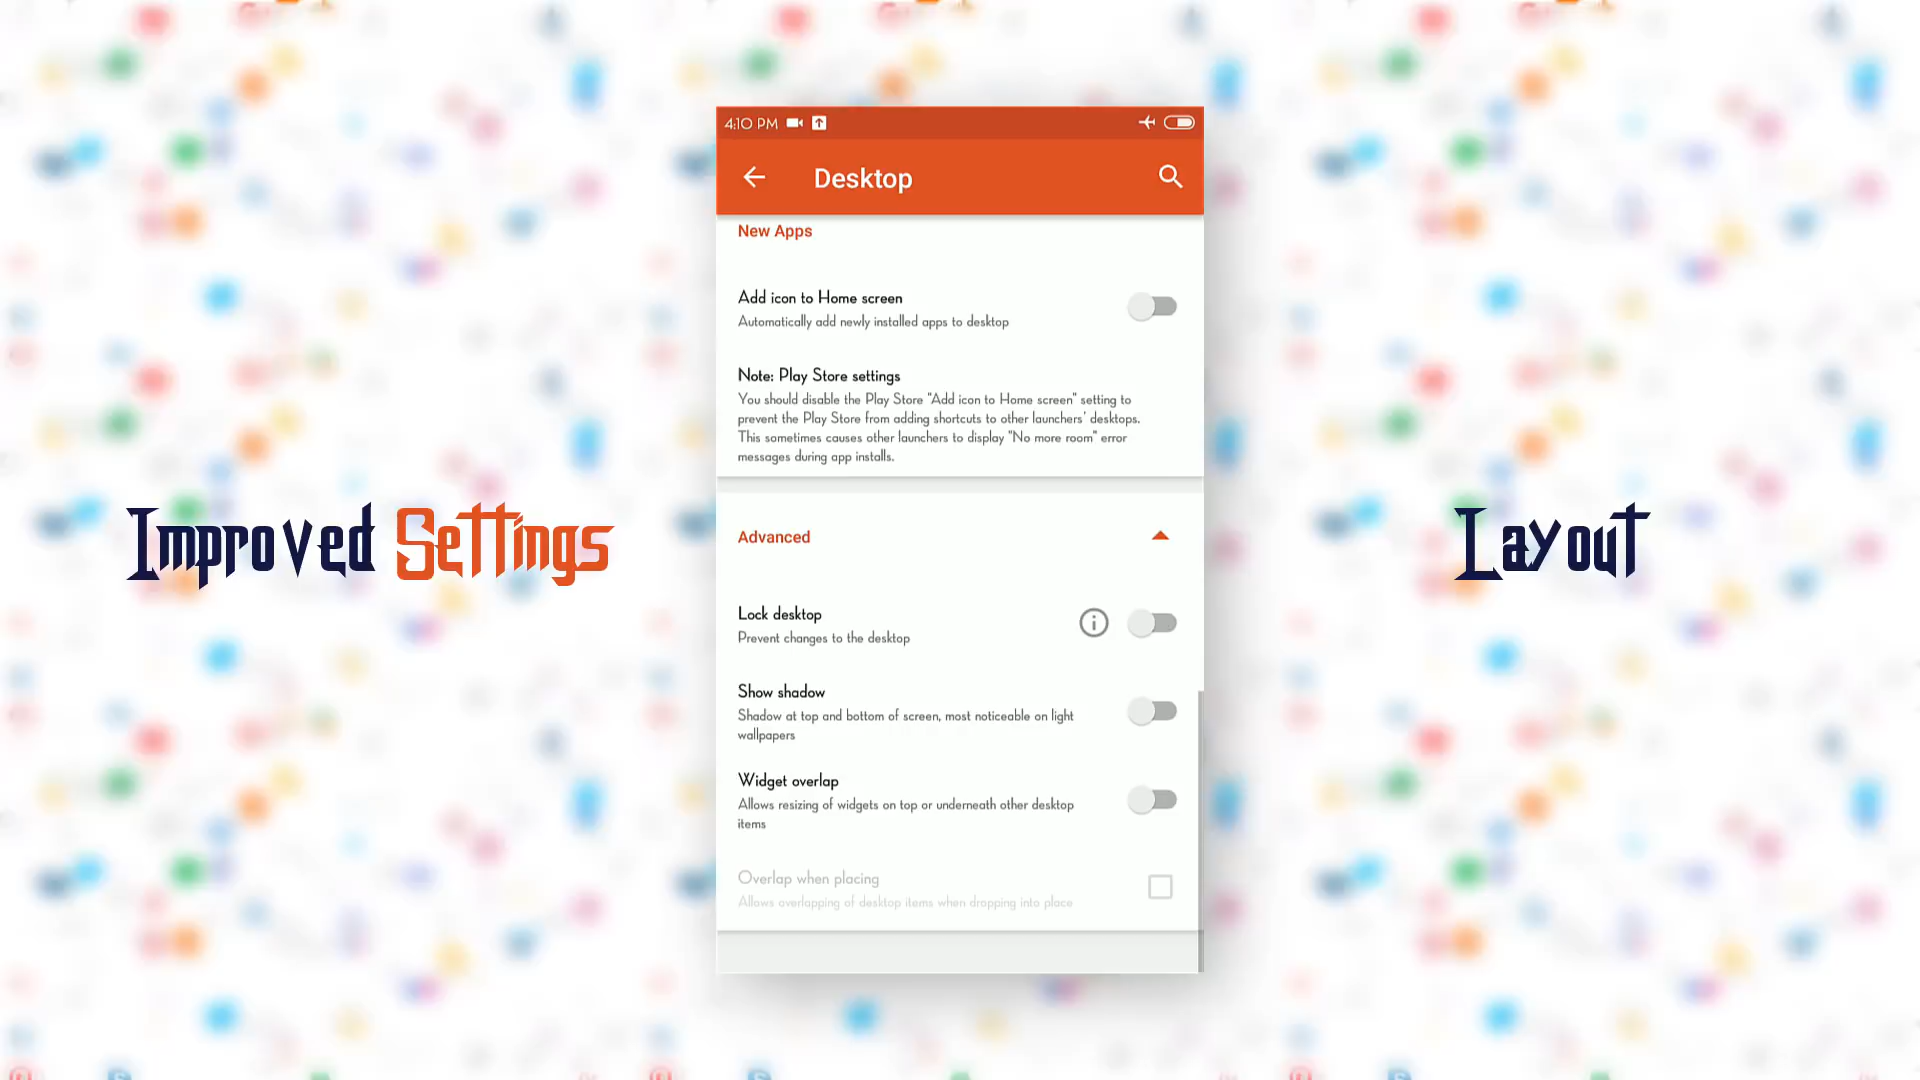 4:10 PM
Desktop
New Apps
Add icon to Home screen
Automatically add newly installed apps to desktop
Note: Play Store settings
You should disable the Play Store "Add icon to Home screen" setting to
prevent the Play Store from adding shortcuts to other launchers' desktops.
This sometimes causes other launchers to display "No more room" error
messages during app installs.
Improved Settings
Layout
Advanced
Lock desktop
Prevent changes to the desktop
Show shadow
Shadow at top and bottom of screen, most noticeable on light
wallpapers
Widget overlap
Allows resizing of widgets on top or underneath other desktop
items
Overlap when placing
Allows overlapping of desktop items when dropping into place